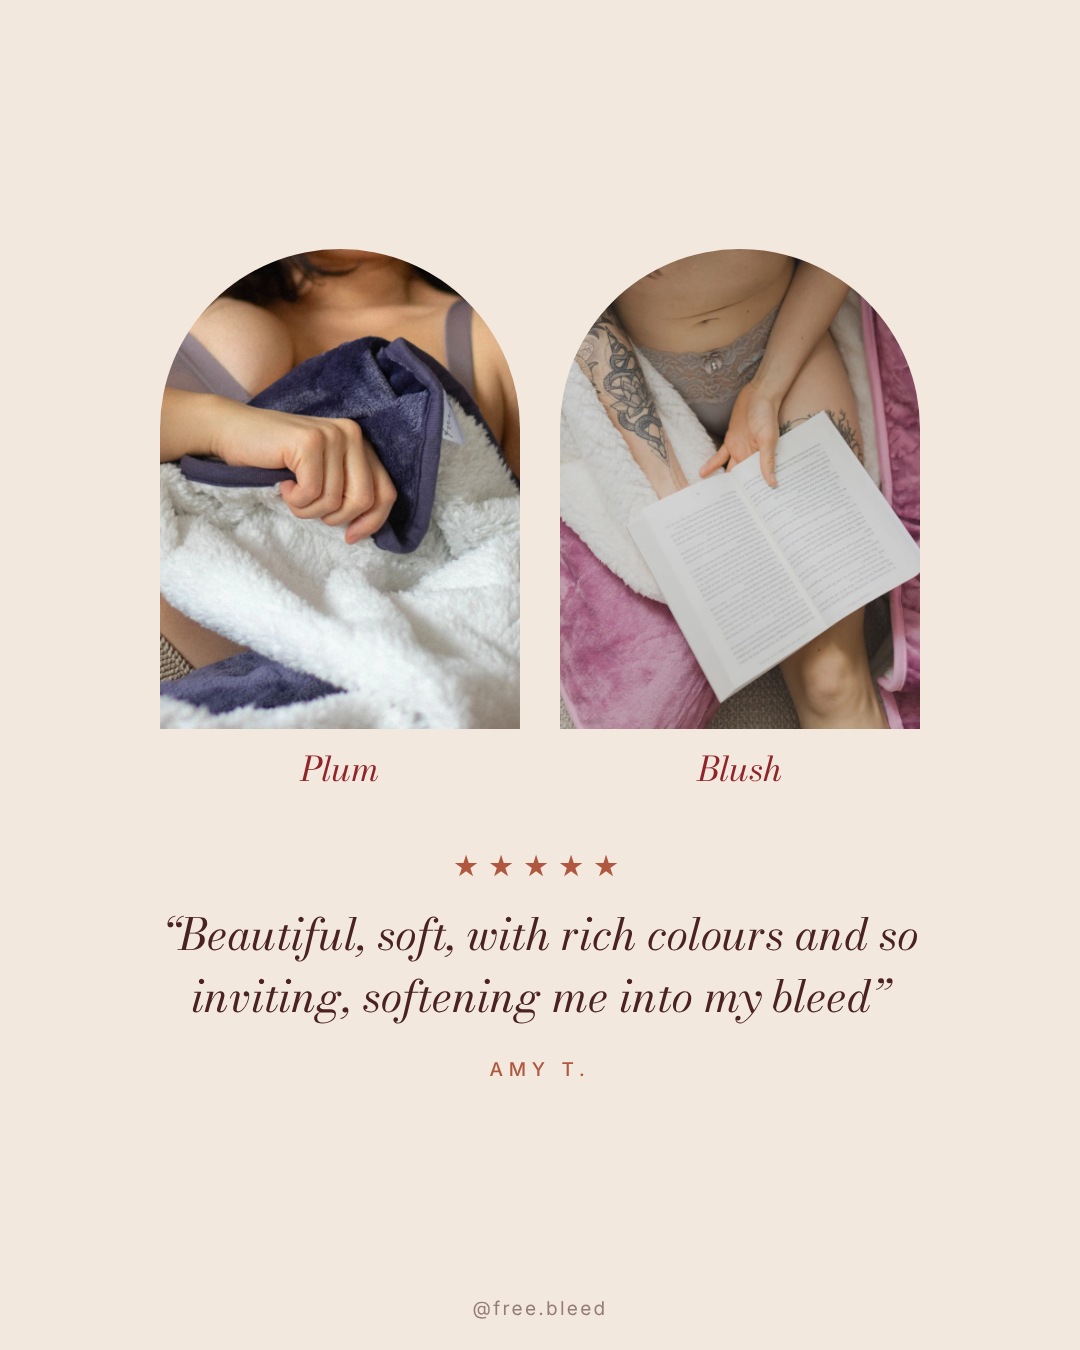 Plum
Blush
★★★★★
“Beautiful, soft, with rich colours and so
inviting, softening me into my bleed”
AMY T.
@free.bleed